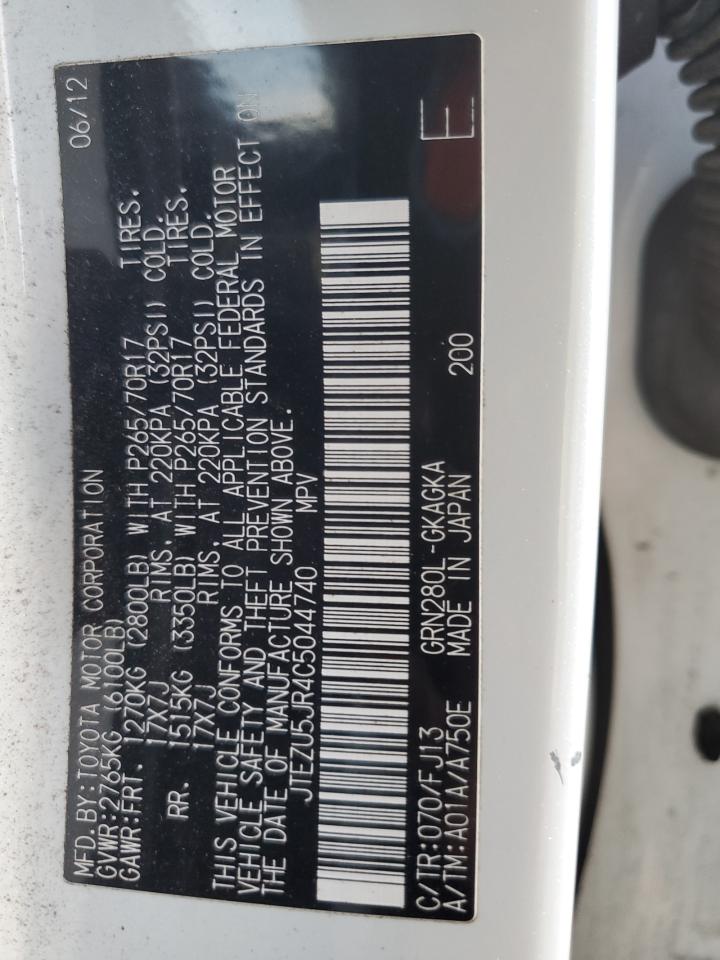 MFD.BY:TOYOTA MOTOR CORPORATION 06/12
GVWR:2765KG (6100LB)
GAWR:FRT. 1270KG (2800LB) WITH P265/70R17 TIRES.
17X7J RIMS, AT 220KPA (32PSI) COLD.
RR. 1515KG (3350LB) WITH P265/70R17 TIRES.
17X7J RIMS, AT 220KPA (32PSI) COLD.
THIS VEHICLE CONFORMS TO ALL APPLICABLE FEDERAL MOTOR
VEHICLE SAFETY AND THEFT PREVENTION STANDARDS IN EFFECT ON
THE DATE OF MANUFACTURE SHOWN ABOVE.
JTEZU5JR4C5044740 MPV
C/TR:070/FJ13 GRN280L-GKAGKA E
A/TM:A01A/A750E MADE IN JAPAN 200